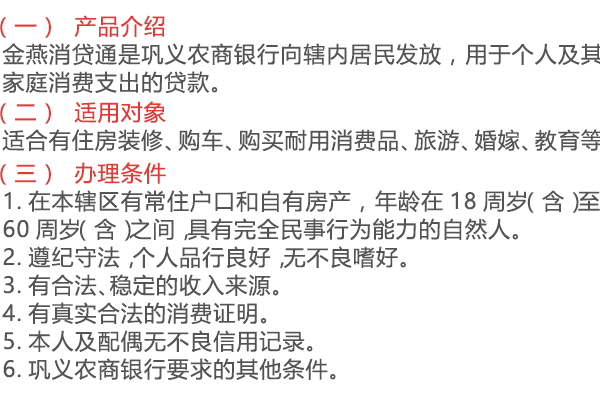 （一） 产品介绍
金燕消贷通是巩义农商银行向辖内居民发放，用于个人及其
家庭消费支出的贷款。
（二） 适用对象
适合有住房装修、购车、购买耐用消费品、旅游、婚嫁、教育等
（三） 办理条件
1. 在本辖区有常住户口和自有房产，年龄在 18 周岁( 含 )至
60 周岁( 含 )之间 ,具有完全民事行为能力的自然人。
2. 遵纪守法 ,个人品行良好 ,无不良嗜好。
3. 有合法、稳定的收入来源。
4. 有真实合法的消费证明。
5. 本人及配偶无不良信用记录。
6. 巩义农商银行要求的其他条件。